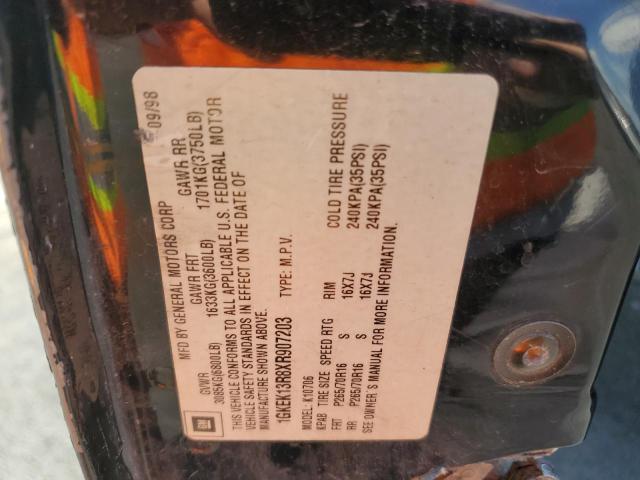 GM
MFD BY GENERAL MOTORS CORP 09/98
GVWR GAWR FRT GAWR RR
3085KG(6800LB) 1633KG(3600LB) 1701KG(3750LB)
THIS VEHICLE CONFORMS TO ALL APPLICABLE U.S. FEDERAL MOTOR
VEHICLE SAFETY STANDARDS IN EFFECT ON THE DATE OF
MANUFACTURE SHOWN ABOVE.
1GKEK13R8XR907203 TYPE: M.P.V.
MODEL: K10706
KPAB TIRE SIZE SPEED RTG RIM COLD TIRE PRESSURE
FRT P265/70R16 S 16X7J 240KPA(35PSI)
RR P265/70R16 S 16X7J 240KPA(35PSI)
SEE OWNER'S MANUAL FOR MORE INFORMATION.